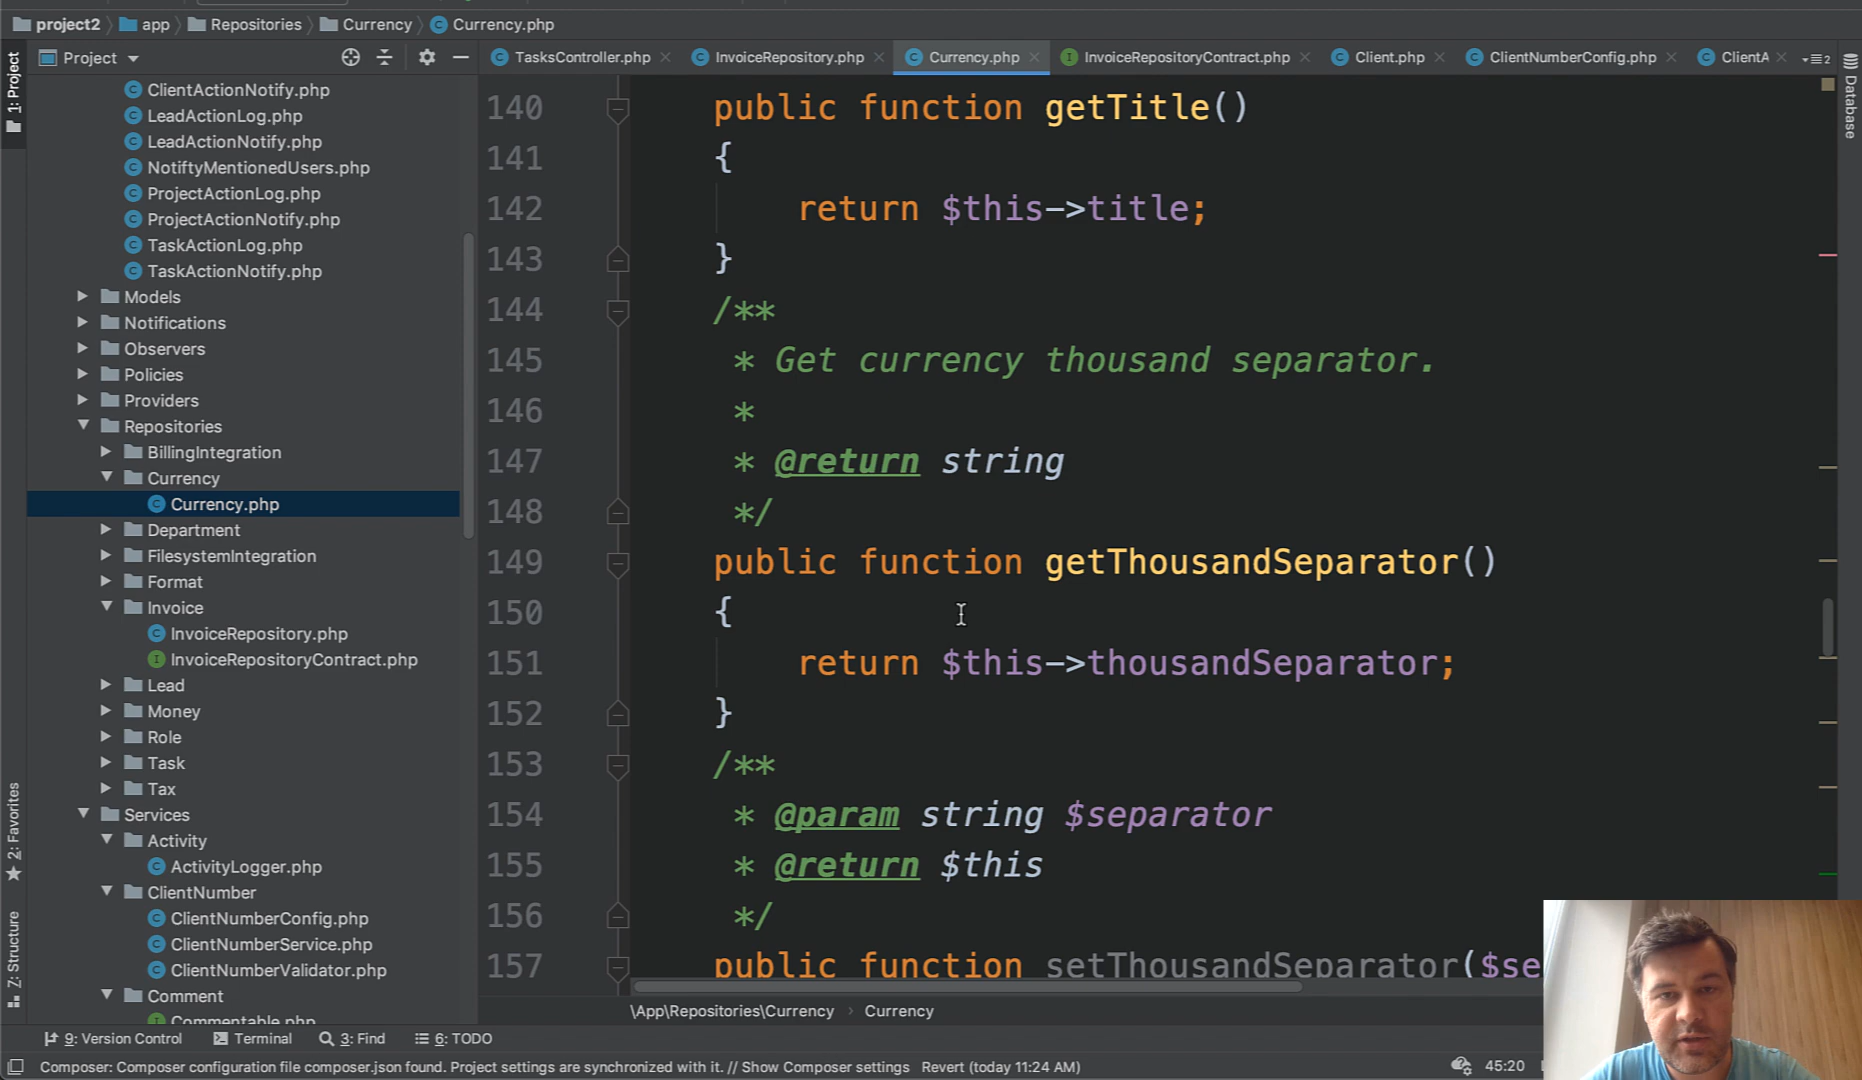 project2 › app › Repositories › Currency › Currency.php
Project
TasksController.php
InvoiceRepository.php
Currency.php
InvoiceRepositoryContract.php
Client.php
ClientNumberConfig.php
ClientA
2
1: Project
2: Favorites
Z: Structure
Database
ClientActionNotify.php
LeadActionLog.php
LeadActionNotify.php
NotiftyMentionedUsers.php
ProjectActionLog.php
ProjectActionNotify.php
TaskActionLog.php
TaskActionNotify.php
Models
Notifications
Observers
Policies
Providers
Repositories
BillingIntegration
Currency
Currency.php
Department
FilesystemIntegration
Format
Invoice
InvoiceRepository.php
InvoiceRepositoryContract.php
Lead
Money
Role
Task
Tax
Services
Activity
ActivityLogger.php
ClientNumber
ClientNumberConfig.php
ClientNumberService.php
ClientNumberValidator.php
Comment
Commentable.php
140 public function getTitle()
141 {
142 return $this->title;
143 }
144 /**
145 * Get currency thousand separator.
146 *
147 * @return string
148 */
149 public function getThousandSeparator()
150 {
151 return $this->thousandSeparator;
152 }
153 /**
154 * @param string $separator
155 * @return $this
156 */
157 public function setThousandSeparator($se
\App\Repositories\Currency › Currency
9: Version Control
Terminal
3: Find
6: TODO
Composer: Composer configuration file composer.json found. Project settings are synchronized with it. // Show Composer settings Revert (today 11:24 AM)
45:20